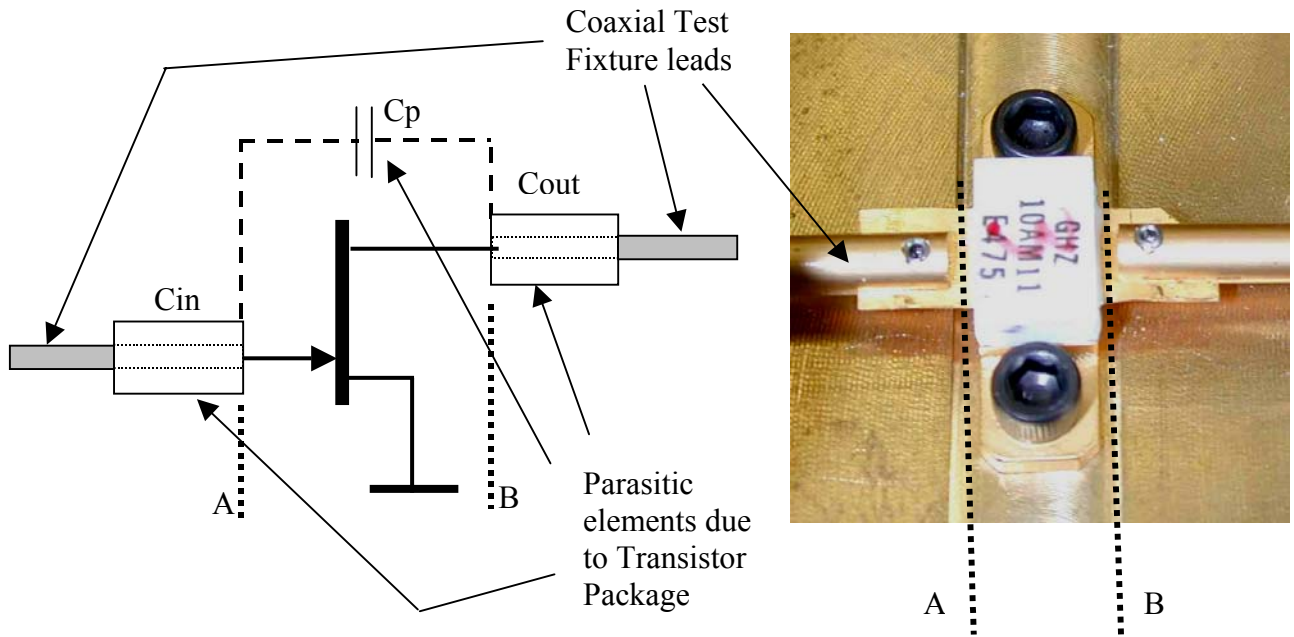 Coaxial Test
Fixture leads
Cp
Cout
Cin
A
B
Parasitic
elements due
to Transistor
Package
GHZ
10AM11
E475
A
B